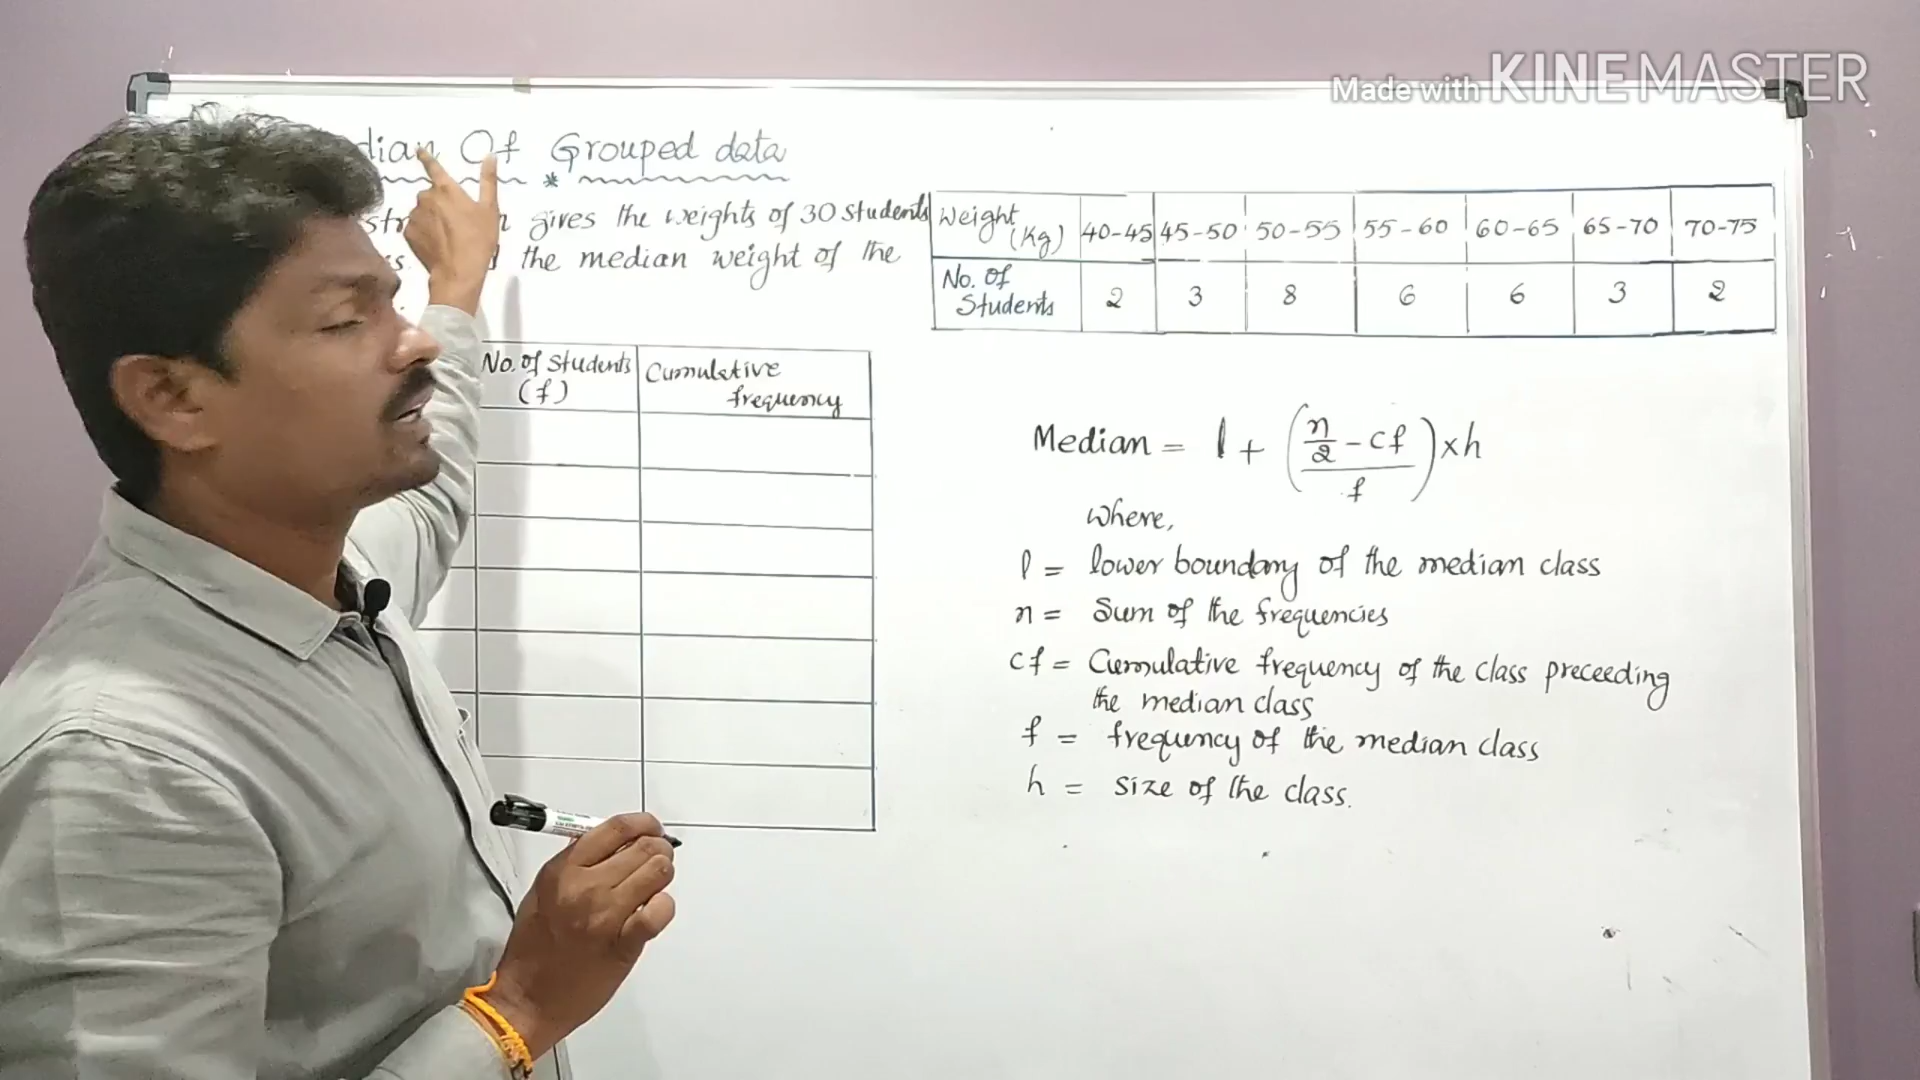 Made with KINEMASTER
dian Of Grouped data
*
gives the weights of 30 students
the median weight of the
Weight (Kg) 40-45 45-50 50-55 55-60 60-65 65-70 70-75
No. Of Students 2 3 8 6 6 3 2
No. of Students (f) Cumulative frequency
Median = l + (n/2 - cf / f) × h
where,
l = lower boundary of the median class
n = Sum of the frequencies
cf = Cumulative frequency of the class preceeding
the median class
f = frequency of the median class
h = size of the class.